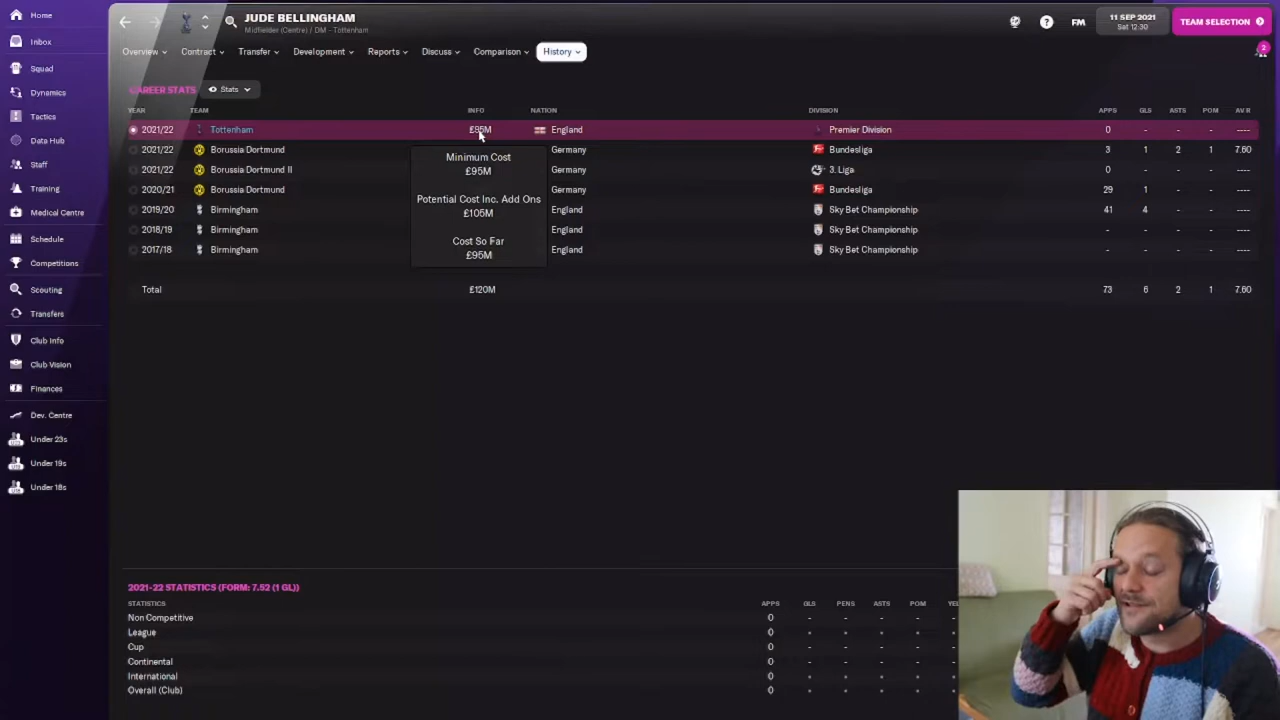 Home
Inbox
Squad
Dynamics
Tactics
Data Hub
Staff
Training
Medical Centre
Schedule
Competitions
Scouting
Transfers
Club Info
Club Vision
Finances
Dev. Centre
Under 23s
Under 19s
Under 18s
JUDE BELLINGHAM
Midfielder (Centre) / DM - Tottenham
FM
11 SEP 2021
Sat 12:30
TEAM SELECTION
2
Overview Contract Transfer Development Reports Discuss Comparison History
CAREER STATS Stats
YEAR TEAM INFO NATION DIVISION APPS GLS ASTS POM AV R
2021/22 Tottenham £95M England Premier Division 0 - - - ----
2021/22 Borussia Dortmund Germany Bundesliga 3 1 2 1 7.60
2021/22 Borussia Dortmund II Germany 3. Liga 0 - - - ----
2020/21 Borussia Dortmund Germany Bundesliga 29 1 - - ----
2019/20 Birmingham England Sky Bet Championship 41 4 - - ----
2018/19 Birmingham England Sky Bet Championship - - - - ----
2017/18 Birmingham England Sky Bet Championship - - - - ----
Minimum Cost
£95M
Potential Cost Inc. Add Ons
£105M
Cost So Far
£95M
Total £120M 73 6 2 1 7.60
2021-22 STATISTICS (FORM: 7.52 (1 GL))
STATISTICS APPS GLS PENS ASTS POM
Non Competitive 0 - - - - -
League 0
Cup 0
Continental 0
International 0
Overall (Club) 0 - - - - -